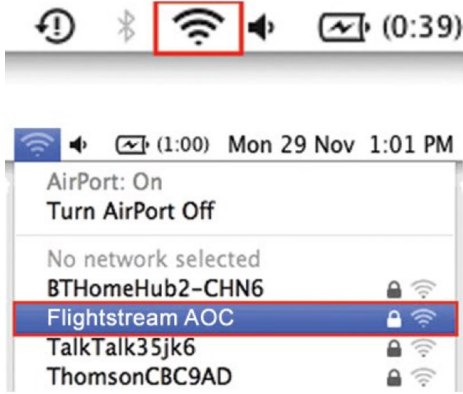 (0:39)
(1:00) Mon 29 Nov 1:01 PM
AirPort: On
Turn AirPort Off
No network selected
BTHomeHub2-CHN6
Flightstream AOC
TalkTalk35jk6
ThomsonCBC9AD